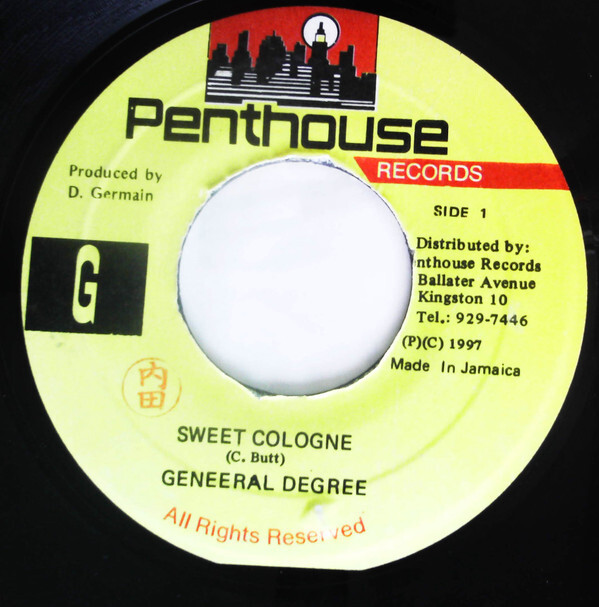 Penthouse
RECORDS
Produced by
D. Germain
SIDE 1
G
Distributed by:
nthouse Records
Ballater Avenue
Kingston 10
Tel.: 929-7446
(P)(C) 1997
Made In Jamaica
内田
SWEET COLOGNE
(C. Butt)
GENEERAL DEGREE
All Rights Reserved